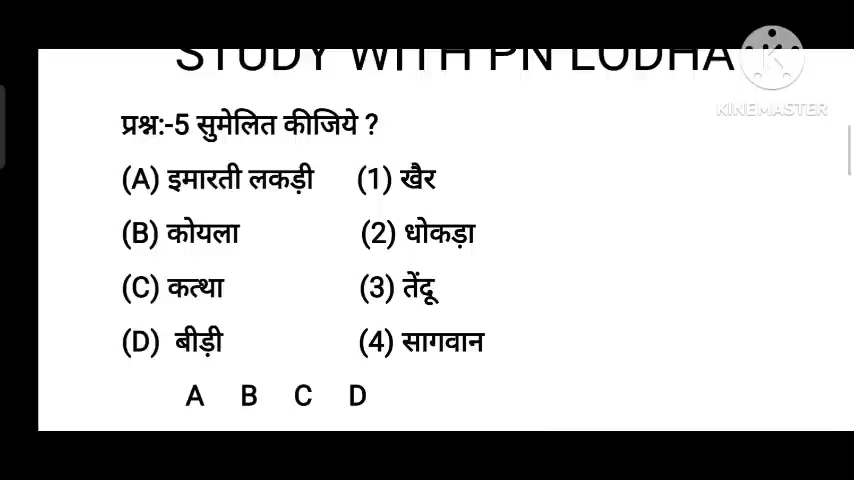 STUDY WITH PN LODHA
KINEMASTER
प्रश्न:-5 सुमेलित कीजिये ?
(A) इमारती लकड़ी (1) खैर
(B) कोयला (2) धोकड़ा
(C) कत्था (3) तेंदू
(D) बीड़ी (4) सागवान
A B C D